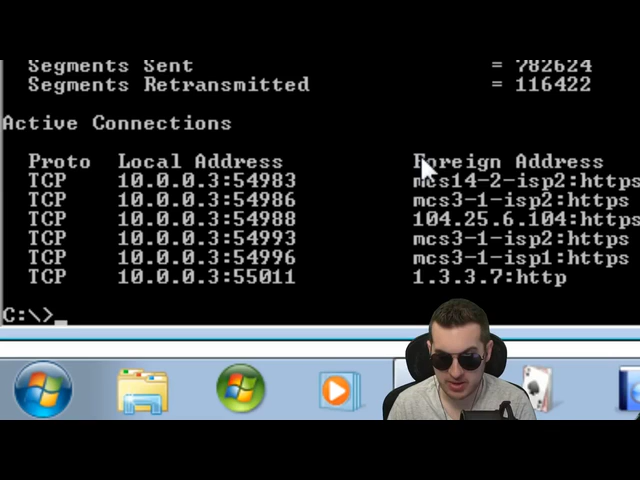 Segments Sent = 782624
Segments Retransmitted = 116422
Active Connections
Proto Local Address Foreign Address
TCP 10.0.0.3:54983 mcs14-2-isp2:https
TCP 10.0.0.3:54986 mcs3-1-isp2:https
TCP 10.0.0.3:54988 104.25.6.104:https
TCP 10.0.0.3:54993 mcs3-1-isp2:https
TCP 10.0.0.3:54996 mcs3-1-isp1:https
TCP 10.0.0.3:55011 1.3.3.7:http
C:\>_